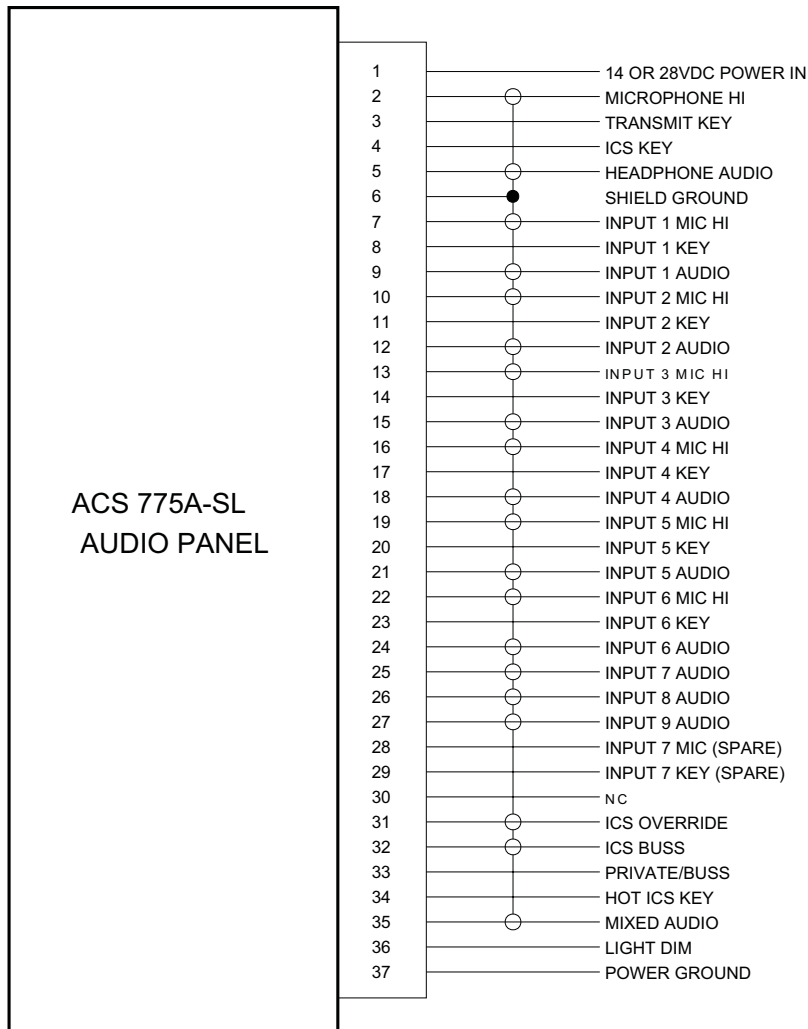 ACS 775A-SL
AUDIO PANEL
1 14 OR 28VDC POWER IN
2 MICROPHONE HI
3 TRANSMIT KEY
4 ICS KEY
5 HEADPHONE AUDIO
6 SHIELD GROUND
7 INPUT 1 MIC HI
8 INPUT 1 KEY
9 INPUT 1 AUDIO
10 INPUT 2 MIC HI
11 INPUT 2 KEY
12 INPUT 2 AUDIO
13 INPUT 3 MIC HI
14 INPUT 3 KEY
15 INPUT 3 AUDIO
16 INPUT 4 MIC HI
17 INPUT 4 KEY
18 INPUT 4 AUDIO
19 INPUT 5 MIC HI
20 INPUT 5 KEY
21 INPUT 5 AUDIO
22 INPUT 6 MIC HI
23 INPUT 6 KEY
24 INPUT 6 AUDIO
25 INPUT 7 AUDIO
26 INPUT 8 AUDIO
27 INPUT 9 AUDIO
28 INPUT 7 MIC (SPARE)
29 INPUT 7 KEY (SPARE)
30 NC
31 ICS OVERRIDE
32 ICS BUSS
33 PRIVATE/BUSS
34 HOT ICS KEY
35 MIXED AUDIO
36 LIGHT DIM
37 POWER GROUND